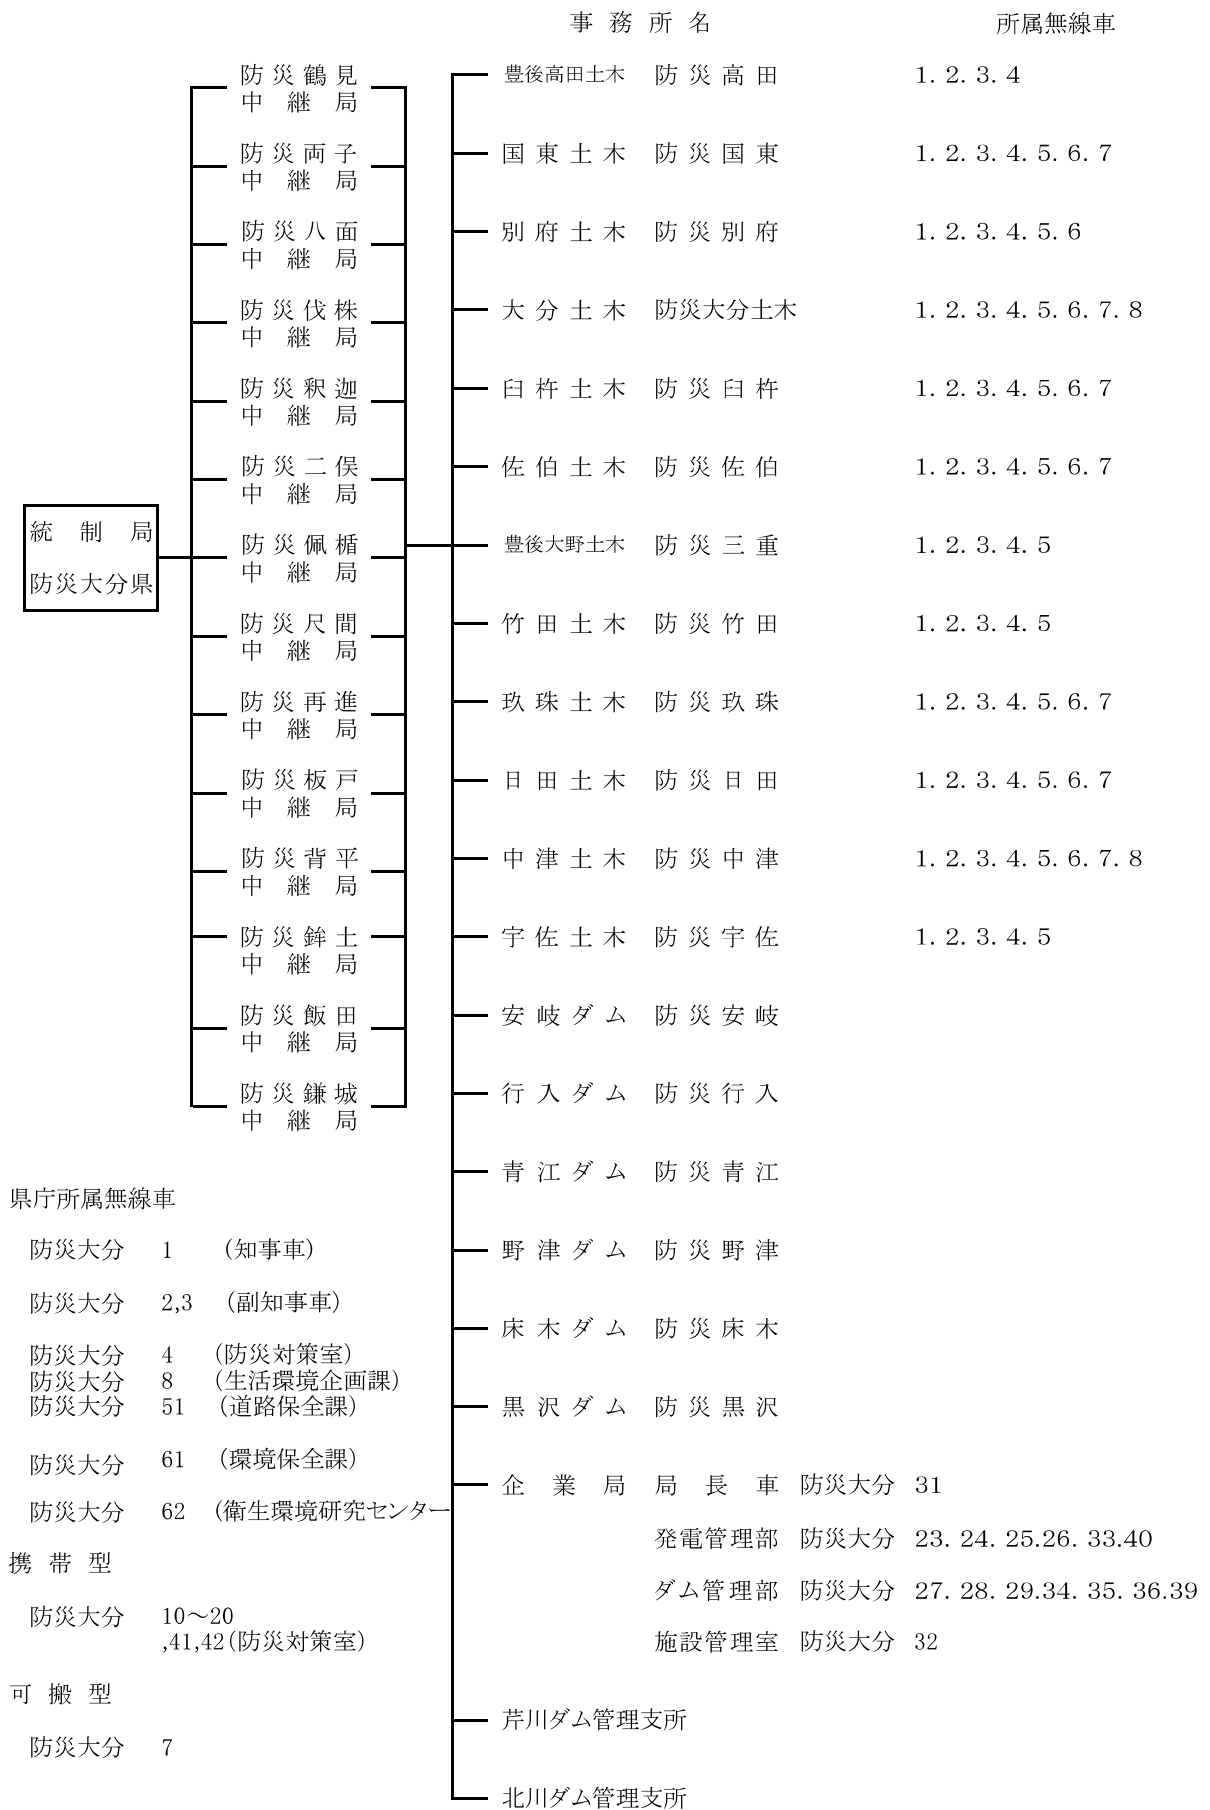 事務所名 所属無線車
防災鶴見
中継局
防災両子
中継局
防災八面
中継局
防災伐株
中継局
防災釈迦
中継局
防災二俣
中継局
統制局
防災大分県
防災佩楯
中継局
防災尺間
中継局
防災再進
中継局
防災板戸
中継局
防災背平
中継局
防災鉾土
中継局
防災飯田
中継局
防災鎌城
中継局
豊後高田土木 防災高田 1. 2. 3. 4
国東土木 防災国東 1. 2. 3. 4. 5. 6. 7
別府土木 防災別府 1. 2. 3. 4. 5. 6
大分土木 防災大分土木 1. 2. 3. 4. 5. 6. 7. 8
臼杵土木 防災臼杵 1. 2. 3. 4. 5. 6. 7
佐伯土木 防災佐伯 1. 2. 3. 4. 5. 6. 7
豊後大野土木 防災三重 1. 2. 3. 4. 5
竹田土木 防災竹田 1. 2. 3. 4. 5
玖珠土木 防災玖珠 1. 2. 3. 4. 5. 6. 7
日田土木 防災日田 1. 2. 3. 4. 5. 6. 7
中津土木 防災中津 1. 2. 3. 4. 5. 6. 7. 8
宇佐土木 防災宇佐 1. 2. 3. 4. 5
安岐ダム 防災安岐
行入ダム 防災行入
青江ダム 防災青江
野津ダム 防災野津
床木ダム 防災床木
黒沢ダム 防災黒沢
企業局 局長車 防災大分 31
発電管理部 防災大分 23. 24. 25.26. 33.40
ダム管理部 防災大分 27. 28. 29.34. 35. 36.39
施設管理室 防災大分 32
芹川ダム管理支所
北川ダム管理支所
県庁所属無線車
防災大分 1 (知事車)
防災大分 2,3 (副知事車)
防災大分 4 (防災対策室)
防災大分 8 (生活環境企画課)
防災大分 51 (道路保全課)
防災大分 61 (環境保全課)
防災大分 62 (衛生環境研究センター
携帯型
防災大分 10～20
,41,42(防災対策室)
可搬型
防災大分 7